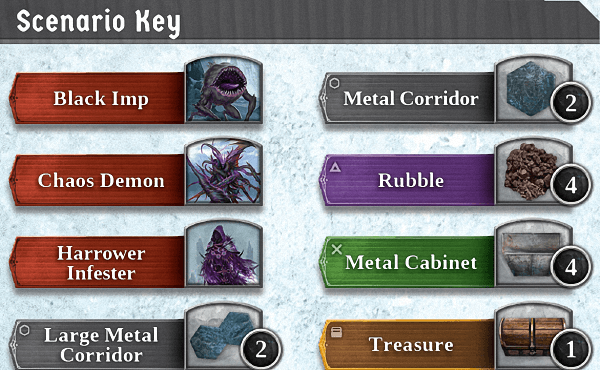 Scenario Key
Black Imp
Chaos Demon
Harrower
Infester
Large Metal
Corridor
2
Metal Corridor
2
Rubble
4
Metal Cabinet
4
Treasure
1